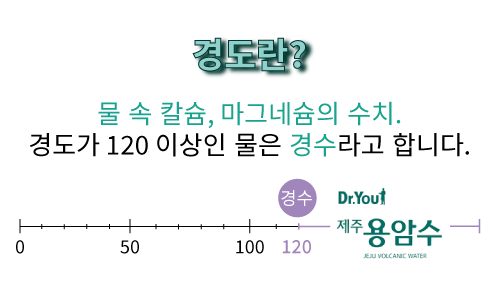 경도란?
물 속 칼슘, 마그네슘의 수치.
경도가 120 이상인 물은 경수라고 합니다.
경수
Dr.You
제주 용암수
JEJU VOLCANIC WATER
0 50 100 120